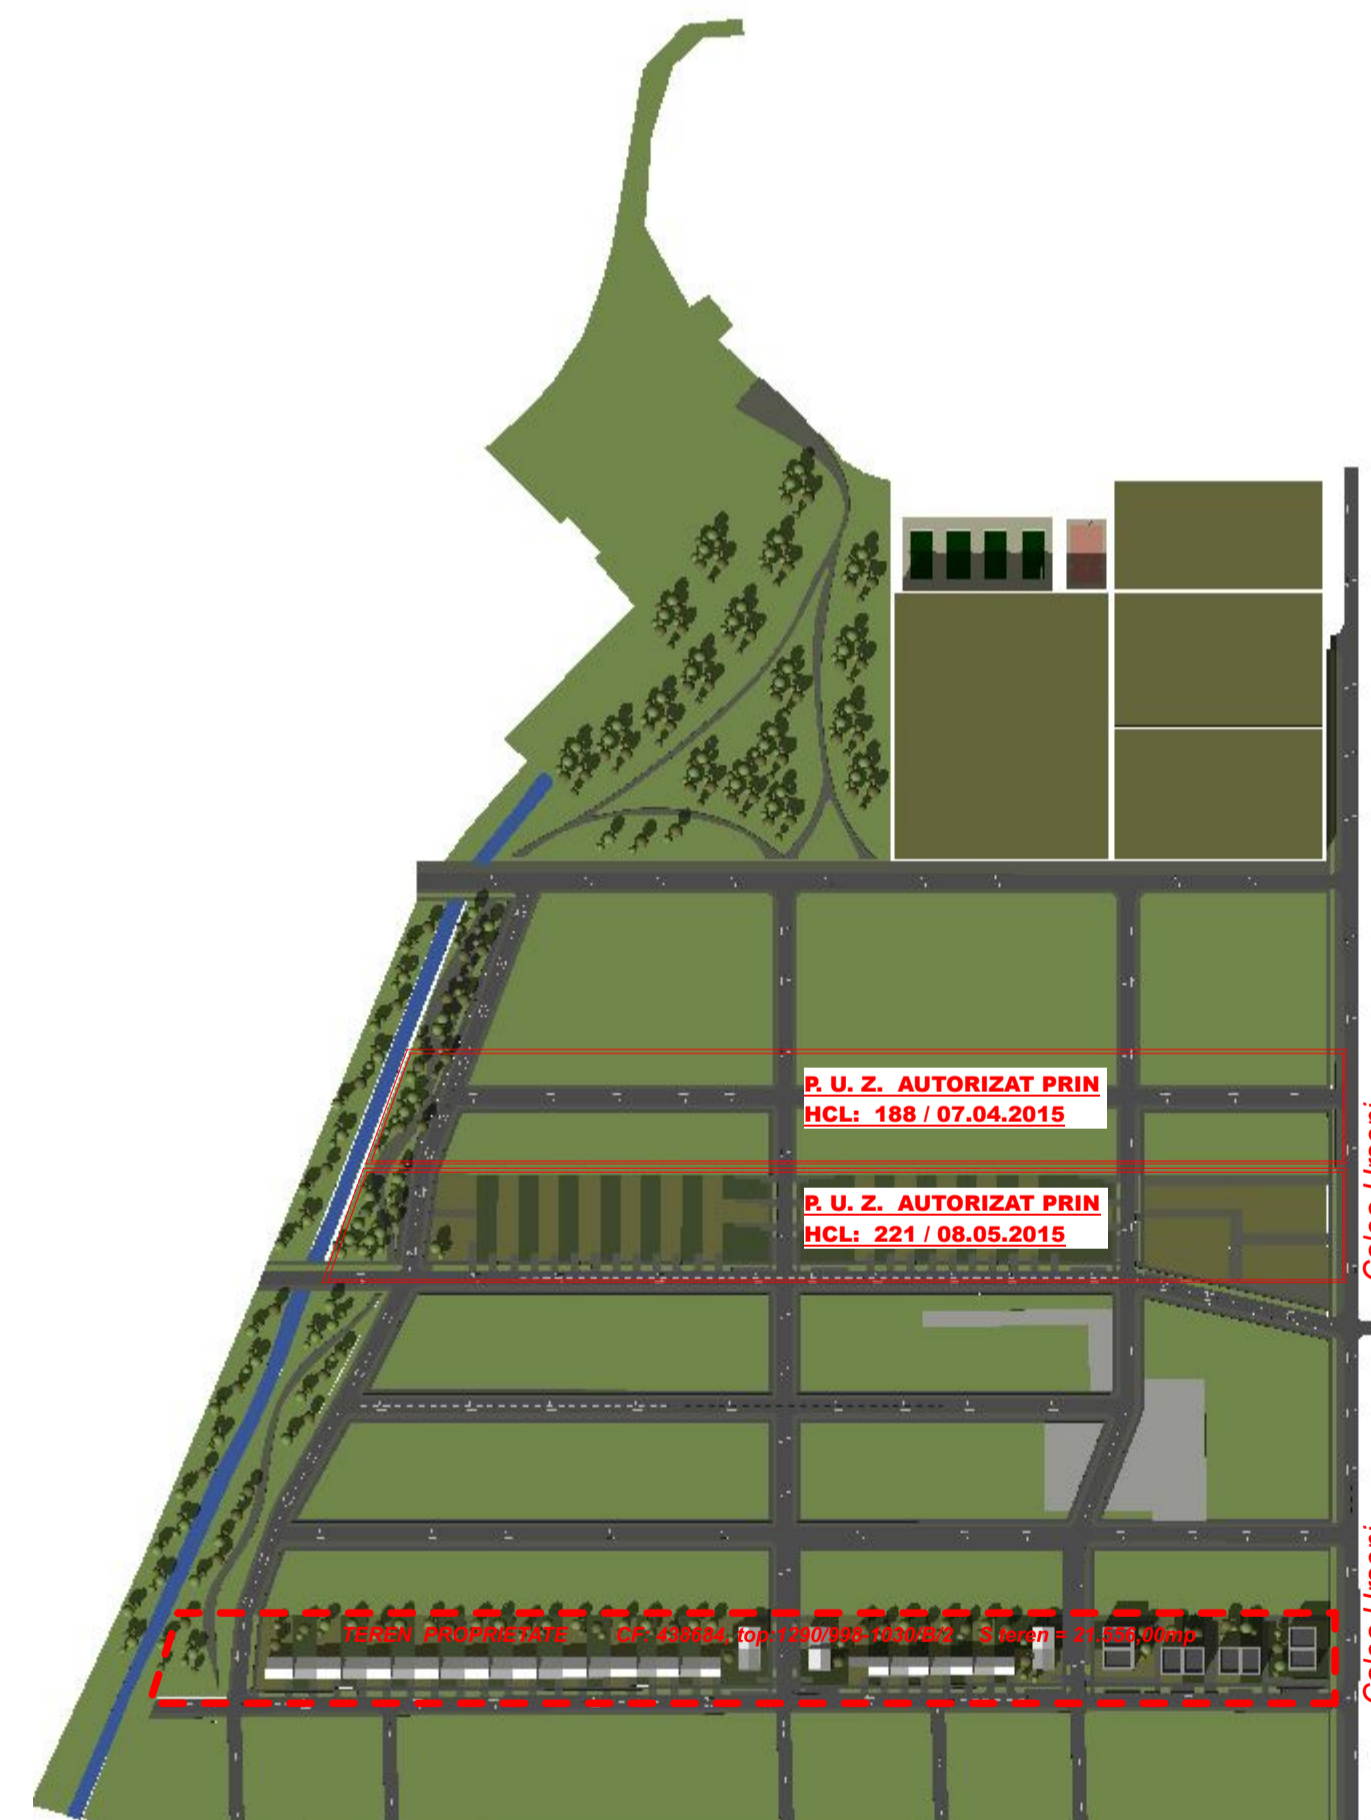 P. U. Z. AUTORIZAT PRIN
HCL: 188 / 07.04.2015
P. U. Z. AUTORIZAT PRIN
HCL: 221 / 08.05.2015
TEREN PROPRIETATE CF: 438684, top:1290/998-1030/B/2 S teren = 21.556,00mp